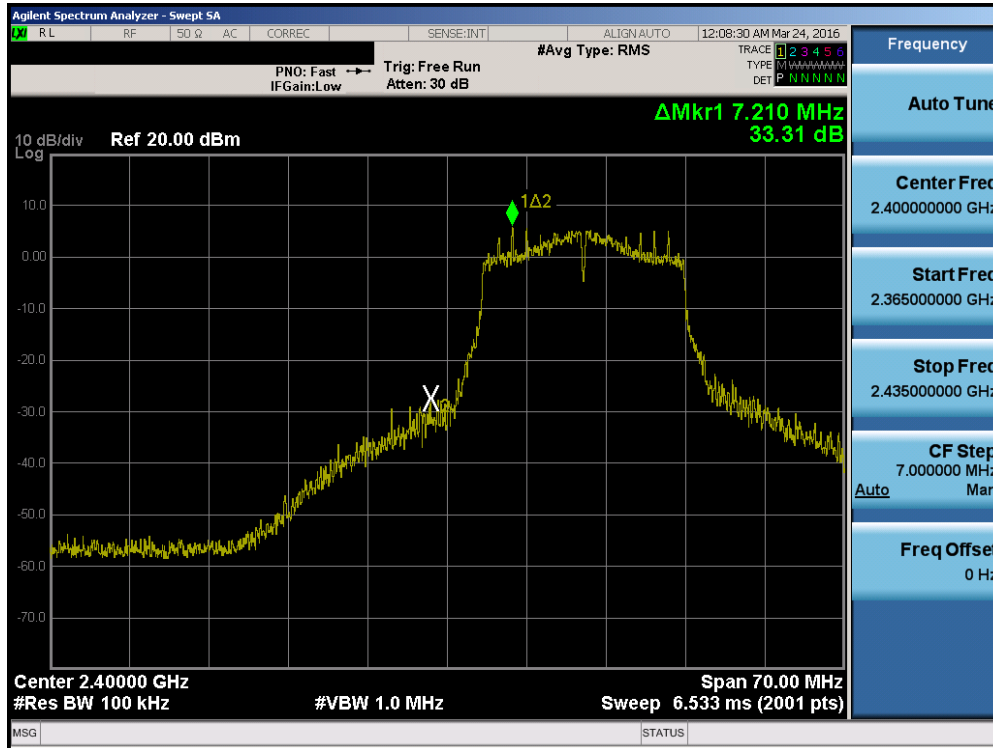 Agilent Spectrum Analyzer - Swept SA
LXI RL RF 50 Ω AC CORREC SENSE:INT ALIGN AUTO 12:08:30 AM Mar 24, 2016
Frequency
#Avg Type: RMS
TRACE 1 2 3 4 5 6
PNO: Fast
Trig: Free Run
TYPE M
IFGain:Low
Atten: 30 dB
DET P N N N N N
Auto Tune
ΔMkr1 7.210 MHz
33.31 dB
10 dB/div
Log
Ref 20.00 dBm
Center Freq
2.400000000 GHz
1Δ2
10.0
0.00
Start Freq
2.365000000 GHz
-10.0
-20.0
Stop Freq
2.435000000 GHz
X
-30.0
-40.0
CF Step
7.000000 MHz
Auto Man
-50.0
-60.0
Freq Offset
0 Hz
-70.0
Center 2.40000 GHz
Span 70.00 MHz
#Res BW 100 kHz
#VBW 1.0 MHz
Sweep 6.533 ms (2001 pts)
MSG
STATUS